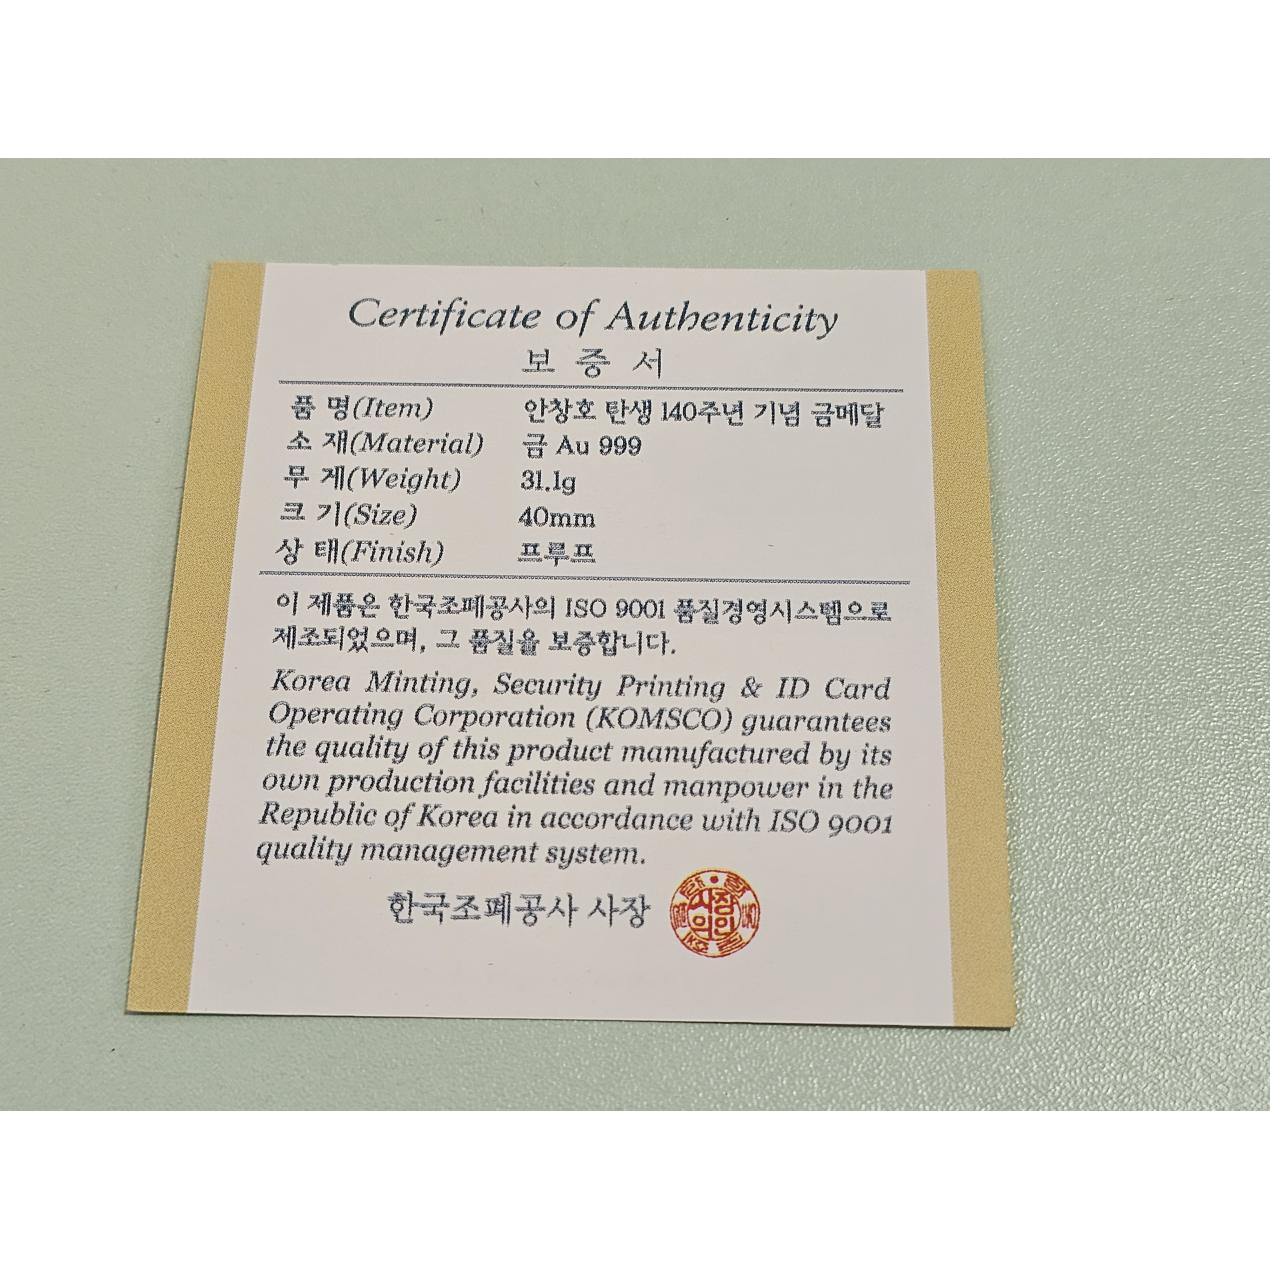 Certificate of Authenticity
보 증 서
품 명(Item) 안창호 탄생 140주년 기념 금메달
소 재(Material) 금 Au 999
무 게(Weight) 31.1g
크 기(Size) 40mm
상 태(Finish) 프루프
이 제품은 한국조폐공사의 ISO 9001 품질경영시스템으로
제조되었으며, 그 품질을 보증합니다.
Korea Minting, Security Printing & ID Card
Operating Corporation (KOMSCO) guarantees
the quality of this product manufactured by its
own production facilities and manpower in the
Republic of Korea in accordance with ISO 9001
quality management system.
한국조폐공사 사장
사장
의인